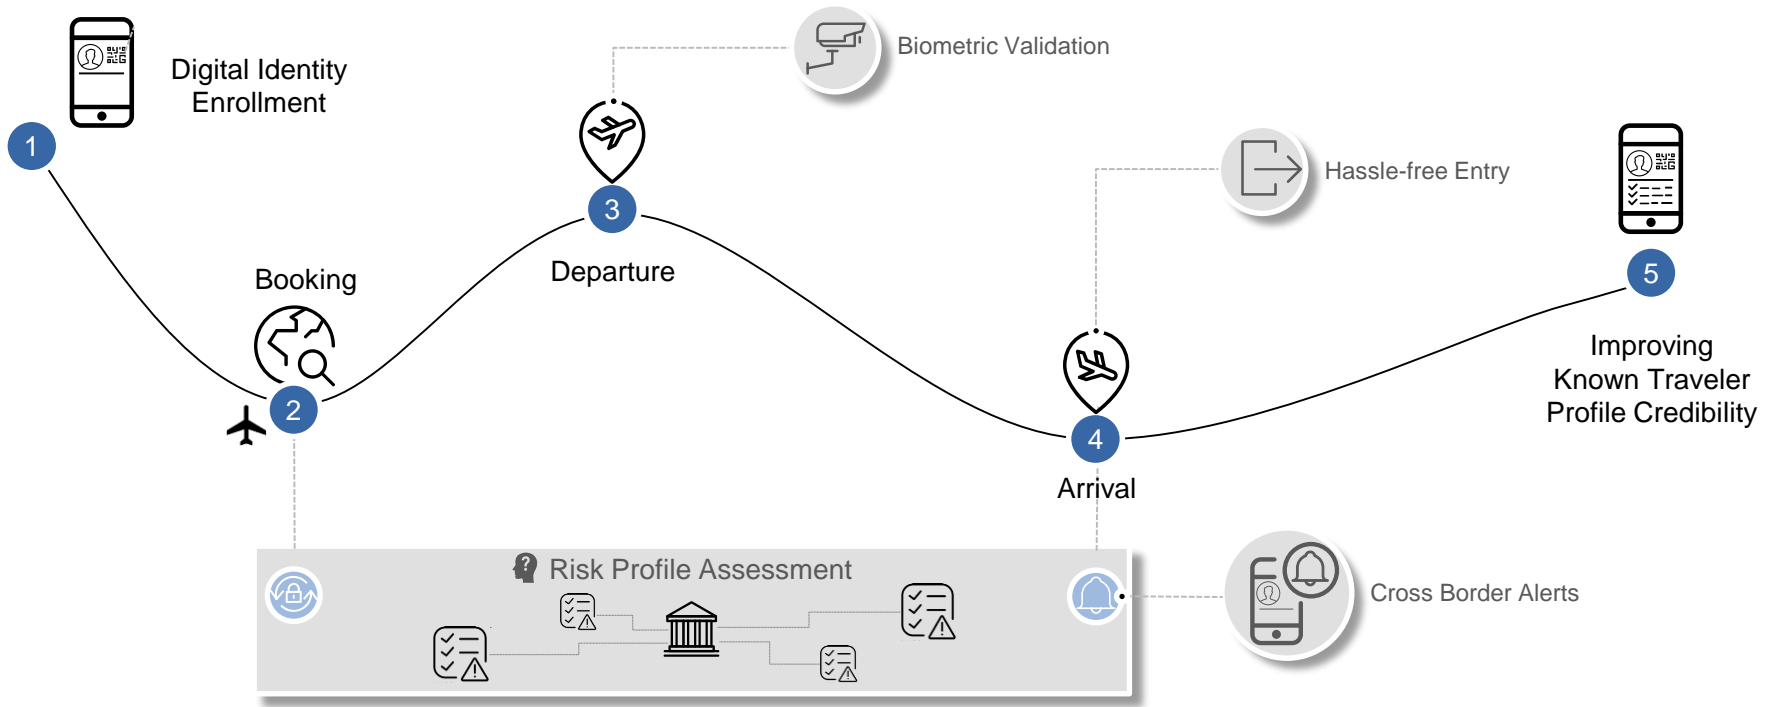 1
Digital Identity
Enrollment
Booking
2
3
Departure
Biometric Validation
4
Arrival
Hassle-free Entry
5
Improving
Known Traveler
Profile Credibility
? Risk Profile Assessment
Cross Border Alerts